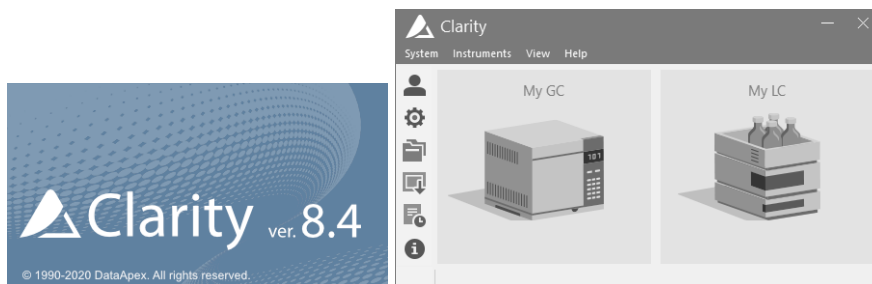 Clarity ver. 8.4
© 1990-2020 DataApex. All rights reserved.
Clarity
System Instruments View Help
My GC
My LC
101